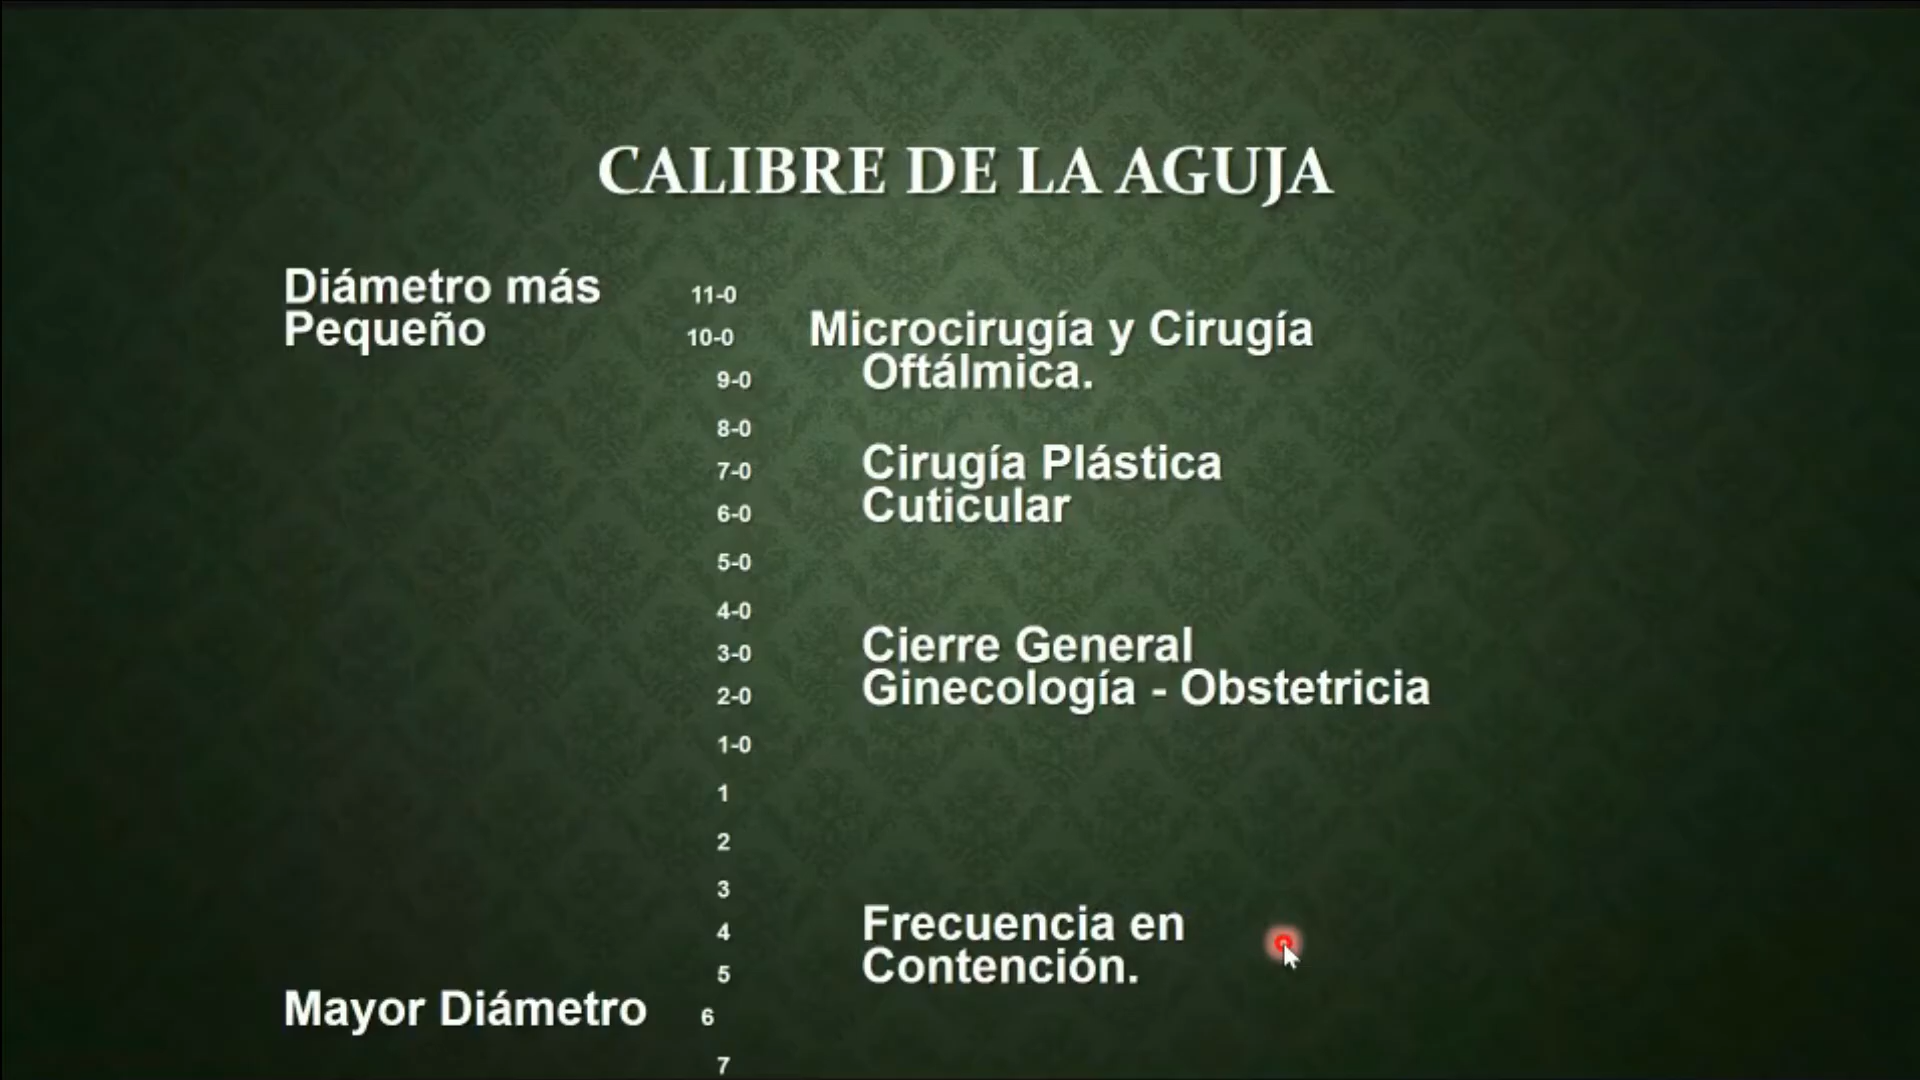 CALIBRE DE LA AGUJA
Diámetro más 11-0
Pequeño 10-0 Microcirugía y Cirugía
9-0 Oftálmica.
8-0
7-0 Cirugía Plástica
6-0 Cuticular
5-0
4-0
3-0 Cierre General
2-0 Ginecología - Obstetricia
1-0
1
2
3
4 Frecuencia en
5 Contención.
Mayor Diámetro 6
7